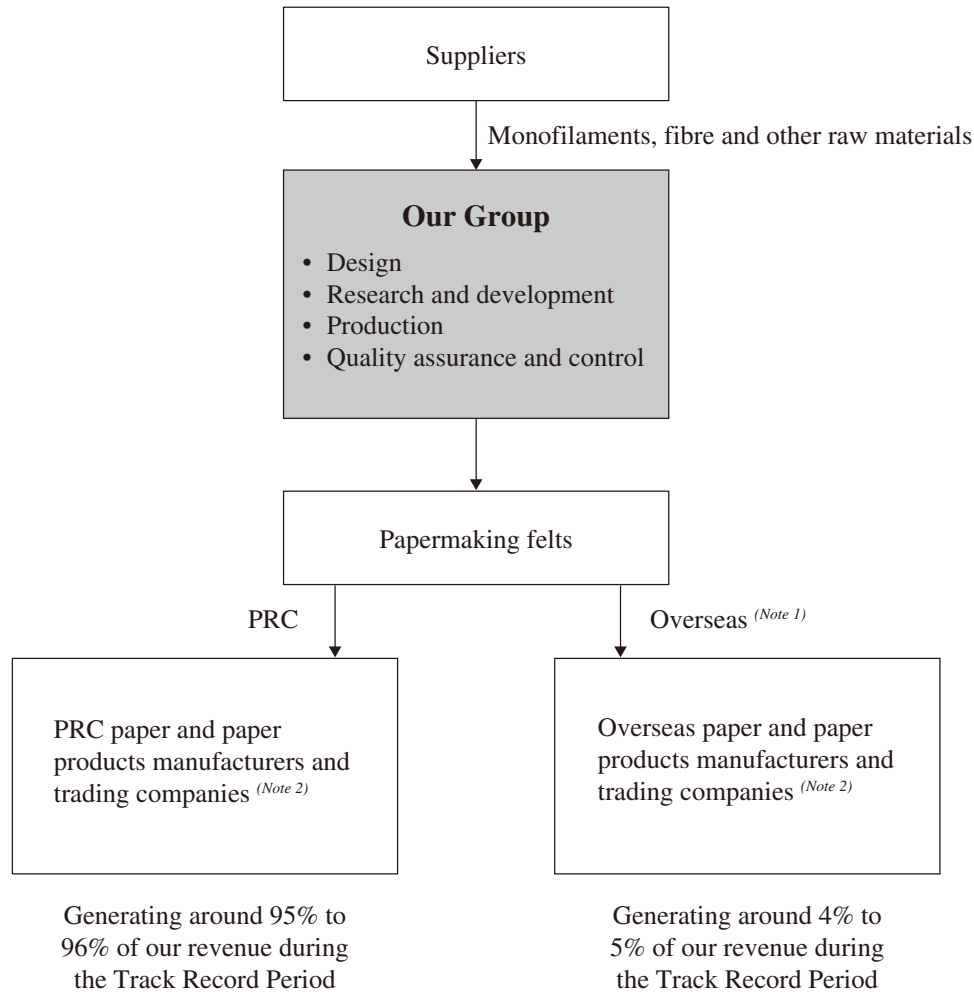 Suppliers
Monofilaments, fibre and other raw materials
Our Group
• Design
• Research and development
• Production
• Quality assurance and control
Papermaking felts
PRC
Overseas (Note 1)
PRC paper and paper
products manufacturers and
trading companies (Note 2)
Overseas paper and paper
products manufacturers and
trading companies (Note 2)
Generating around 95% to
96% of our revenue during
the Track Record Period
Generating around 4% to
5% of our revenue during
the Track Record Period